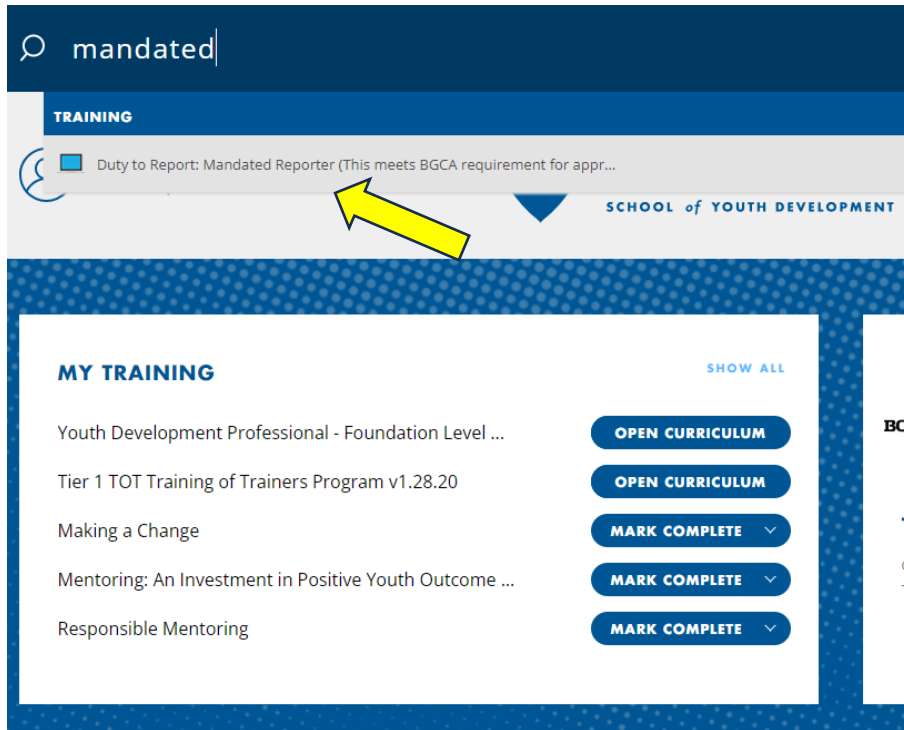 mandated
TRAINING
Duty to Report: Mandated Reporter (This meets BGCA requirement for appr...
SCHOOL of YOUTH DEVELOPMENT
MY TRAINING
SHOW ALL
Youth Development Professional - Foundation Level ...
OPEN CURRICULUM
Tier 1 TOT Training of Trainers Program v1.28.20
OPEN CURRICULUM
Making a Change
MARK COMPLETE
Mentoring: An Investment in Positive Youth Outcome ...
MARK COMPLETE
Responsible Mentoring
MARK COMPLETE